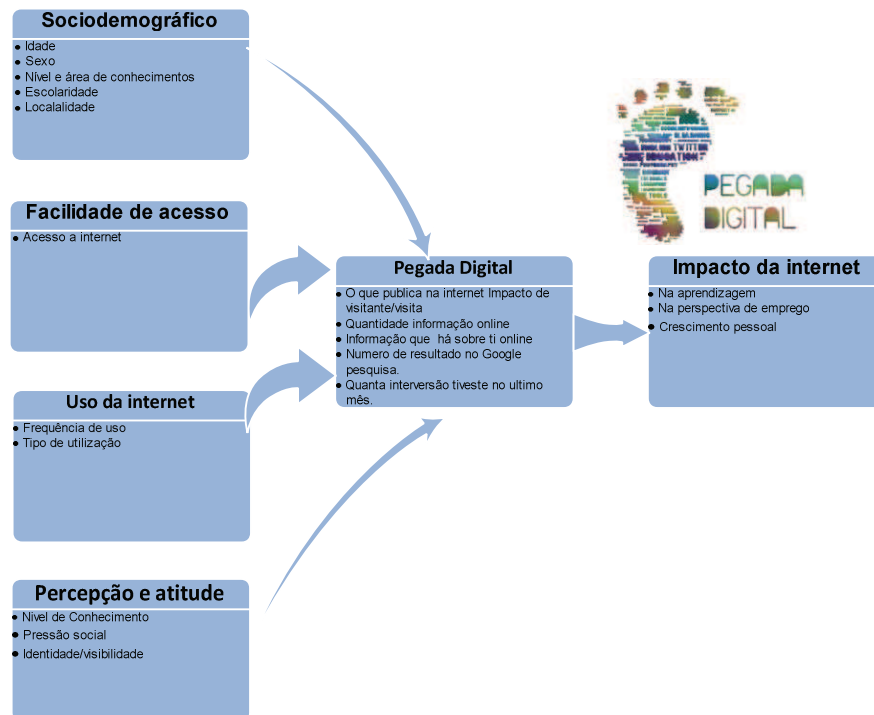 Sociodemográfico
• Idade
• Sexo
• Nível e área de conhecimentos
• Escolaridade
• Localalidade
Facilidade de acesso
• Acesso a internet
Uso da internet
• Frequência de uso
• Tipo de utilização
Percepção e atitude
• Nivel de Conhecimento
• Pressão social
• Identidade/visibilidade
Pegada Digital
• O que publica na internet Impacto de
visitante/visita
• Quantidade informação online
• Informação que há sobre ti online
• Numero de resultado no Google
pesquisa.
• Quanta interversão tiveste no ultimo
mês.
TWITTER
EDUCATION
PEGADA
DIGITAL
Impacto da internet
• Na aprendizagem
• Na perspectiva de emprego
• Crescimento pessoal